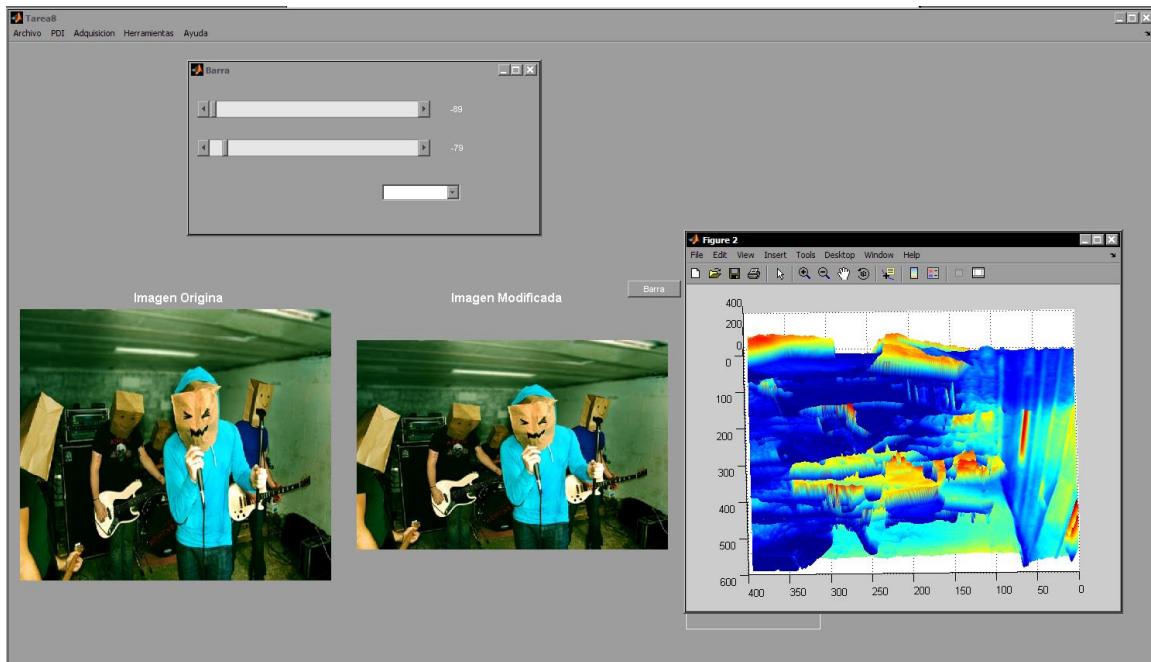 Tarea8
Archivo PDI Adquisicion Herramientas Ayuda
Barra
-89
-79
Imagen Origina
Imagen Modificada
Barra
Figure 2
File Edit View Insert Tools Desktop Window Help
400
200
0
0
100
200
300
400
500
600
400 350 300 250 200 150 100 50 0